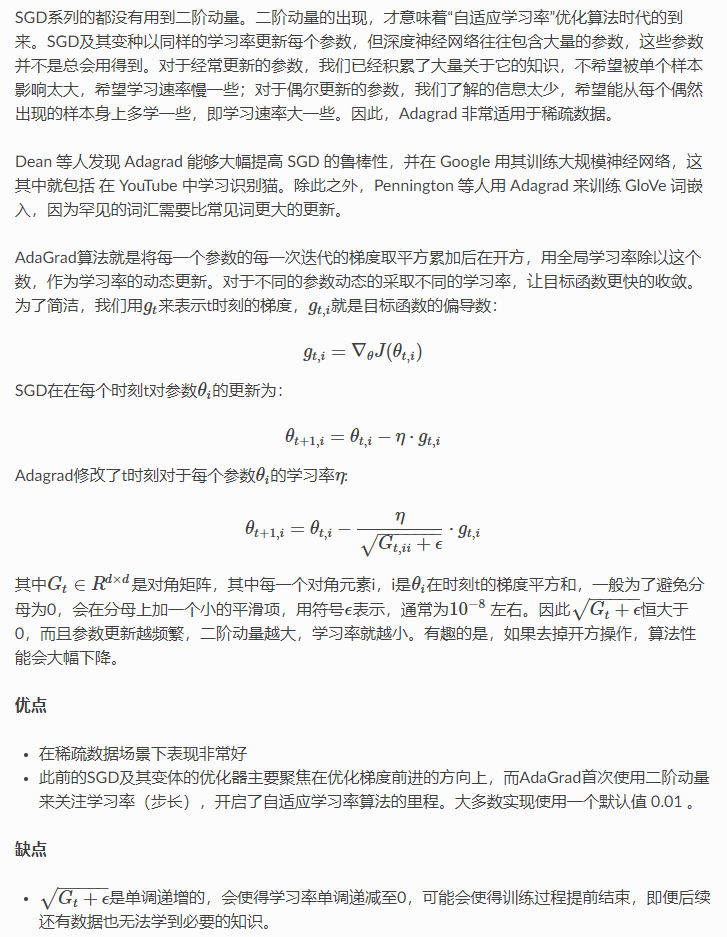 SGD系列的都没有用到二阶动量。二阶动量的出现，才意味着“自适应学习率”优化算法时代的到
来。SGD及其变种以同样的学习率更新每个参数，但深度神经网络往往包含大量的参数，这些参数
并不是总会用得到。对于经常更新的参数，我们已经积累了大量关于它的知识，不希望被单个样本
影响太大，希望学习速率慢一些；对于偶尔更新的参数，我们了解的信息太少，希望能从每个偶然
出现的样本身上多学一些，即学习速率大一些。因此，Adagrad 非常适用于稀疏数据。
Dean 等人发现 Adagrad 能够大幅提高 SGD 的鲁棒性，并在 Google 用其训练大规模神经网络，这
其中就包括 在 YouTube 中学习识别猫。除此之外，Pennington 等人用 Adagrad 来训练 GloVe 词嵌
入，因为罕见的词汇需要比常见词更大的更新。
AdaGrad算法就是将每一个参数的每一次迭代的梯度取平方累加后在开方，用全局学习率除以这个
数，作为学习率的动态更新。对于不同的参数动态的采取不同的学习率，让目标函数更快的收敛。
为了简洁，我们用$g_t$来表示t时刻的梯度，$g_{t,i}$就是目标函数的偏导数：
$g_{t,i} = \nabla_\theta J(\theta_{t,i})$
SGD在在每个时刻t对参数$\theta_i$的更新为：
$\theta_{t+1,i} = \theta_{t,i} - \eta \cdot g_{t,i}$
Adagrad修改了t时刻对于每个参数$\theta_i$的学习率$\eta$:
$\theta_{t+1,i} = \theta_{t,i} - \frac{\eta}{\sqrt{G_{t,ii} + \epsilon}} \cdot g_{t,i}$
其中$G_t \in R^{d \times d}$是对角矩阵，其中每一个对角元素i，i是$\theta_i$在时刻t的梯度平方和，一般为了避免分
母为0，会在分母上加一个小的平滑项，用符号$\epsilon$表示，通常为$10^{-8}$ 左右。因此$\sqrt{G_t + \epsilon}$恒大于
0，而且参数更新越频繁，二阶动量越大，学习率就越小。有趣的是，如果去掉开方操作，算法性
能会大幅下降。
优点
• 在稀疏数据场景下表现非常好
• 此前的SGD及其变体的优化器主要聚焦在优化梯度前进的方向上，而AdaGrad首次使用二阶动量
来关注学习率（步长），开启了自适应学习率算法的里程。大多数实现使用一个默认值 0.01 。
缺点
• $\sqrt{G_t + \epsilon}$是单调递增的，会使得学习率单调递减至0，可能会使得训练过程提前结束，即便后续
还有数据也无法学到必要的知识。